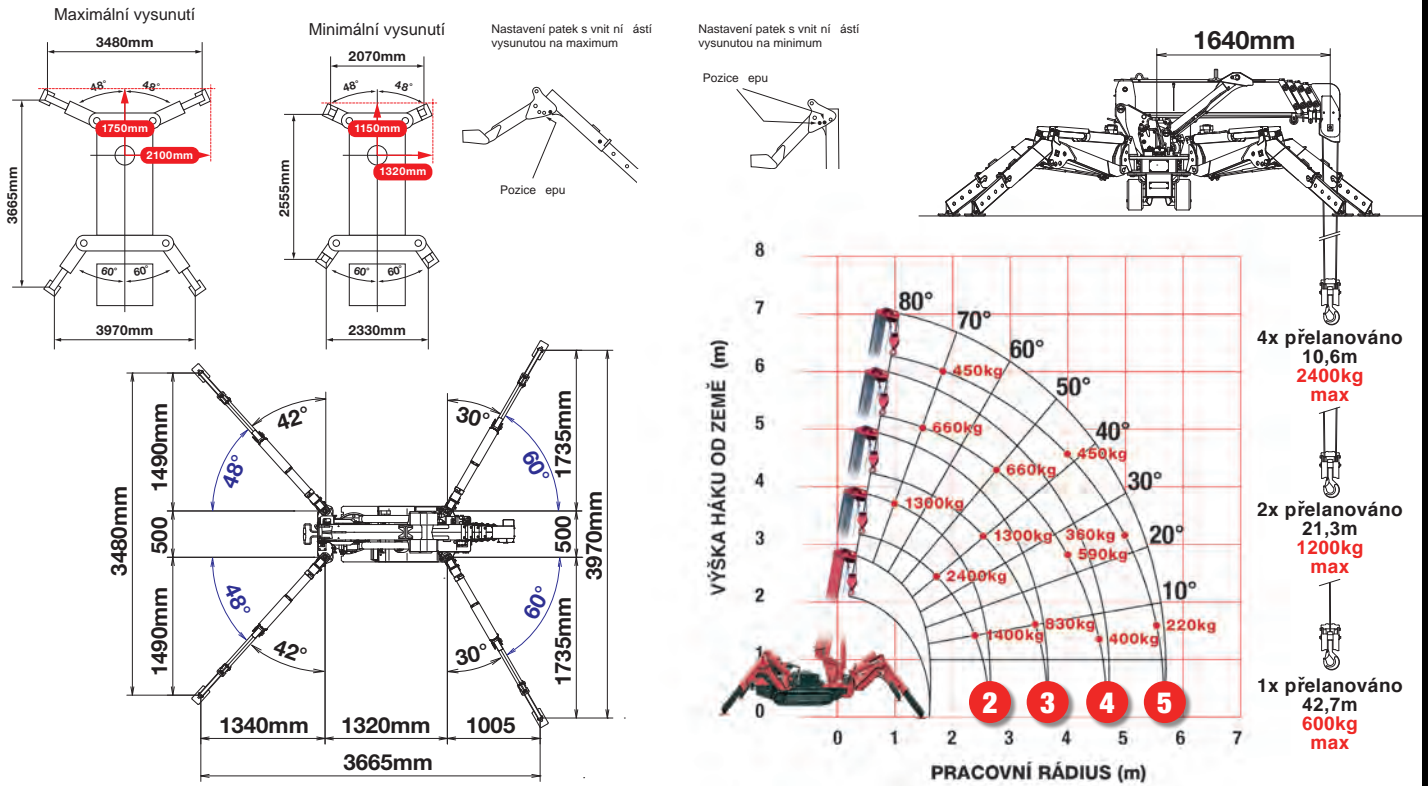 Maximální vysunutí
3480mm
48°
48°
1750mm
2100mm
3665mm
60°
60°
3970mm
Minimální vysunutí
2070mm
48°
48°
1150mm
1320mm
2555mm
60°
60°
2330mm
Nastavení patek s vnit ní ástí
vysunutou na maximum
Pozice epu
Nastavení patek s vnit ní ástí
vysunutou na minimum
Pozice epu
1640mm
4x přelanováno
10,6m
2400kg
max
2x přelanováno
21,3m
1200kg
max
1x přelanováno
42,7m
600kg
max
3480mm
1490mm
500
1490mm
42°
48°
48°
42°
30°
60°
60°
30°
1735mm
500
1735mm
3970mm
1340mm
1320mm
1005
3665mm
VÝŠKA HÁKU OD ZEMĚ (m)
8
7
6
5
4
3
2
1
0
80°
70°
60°
50°
40°
30°
20°
10°
450kg
660kg
660kg
450kg
1300kg
1300kg
360kg
590kg
2400kg
1400kg
830kg
400kg
220kg
2
3
4
5
0
1
2
3
4
5
6
7
PRACOVNÍ RÁDIUS (m)